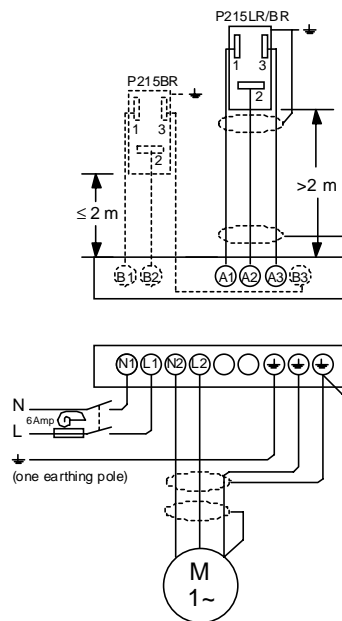 P215LR/BR
1 3
2
P215BR
1 3
2
≤ 2 m
>2 m
B1 B2 A1 A2 A3 B3
N1 L1 N2 L2
N
6Amp
L
(one earthing pole)
M
1~